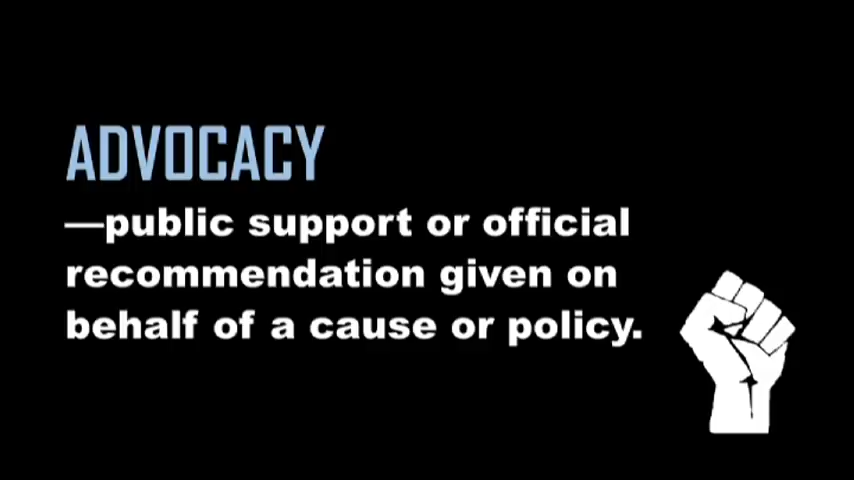 ADVOCACY
—public support or official
recommendation given on
behalf of a cause or policy.